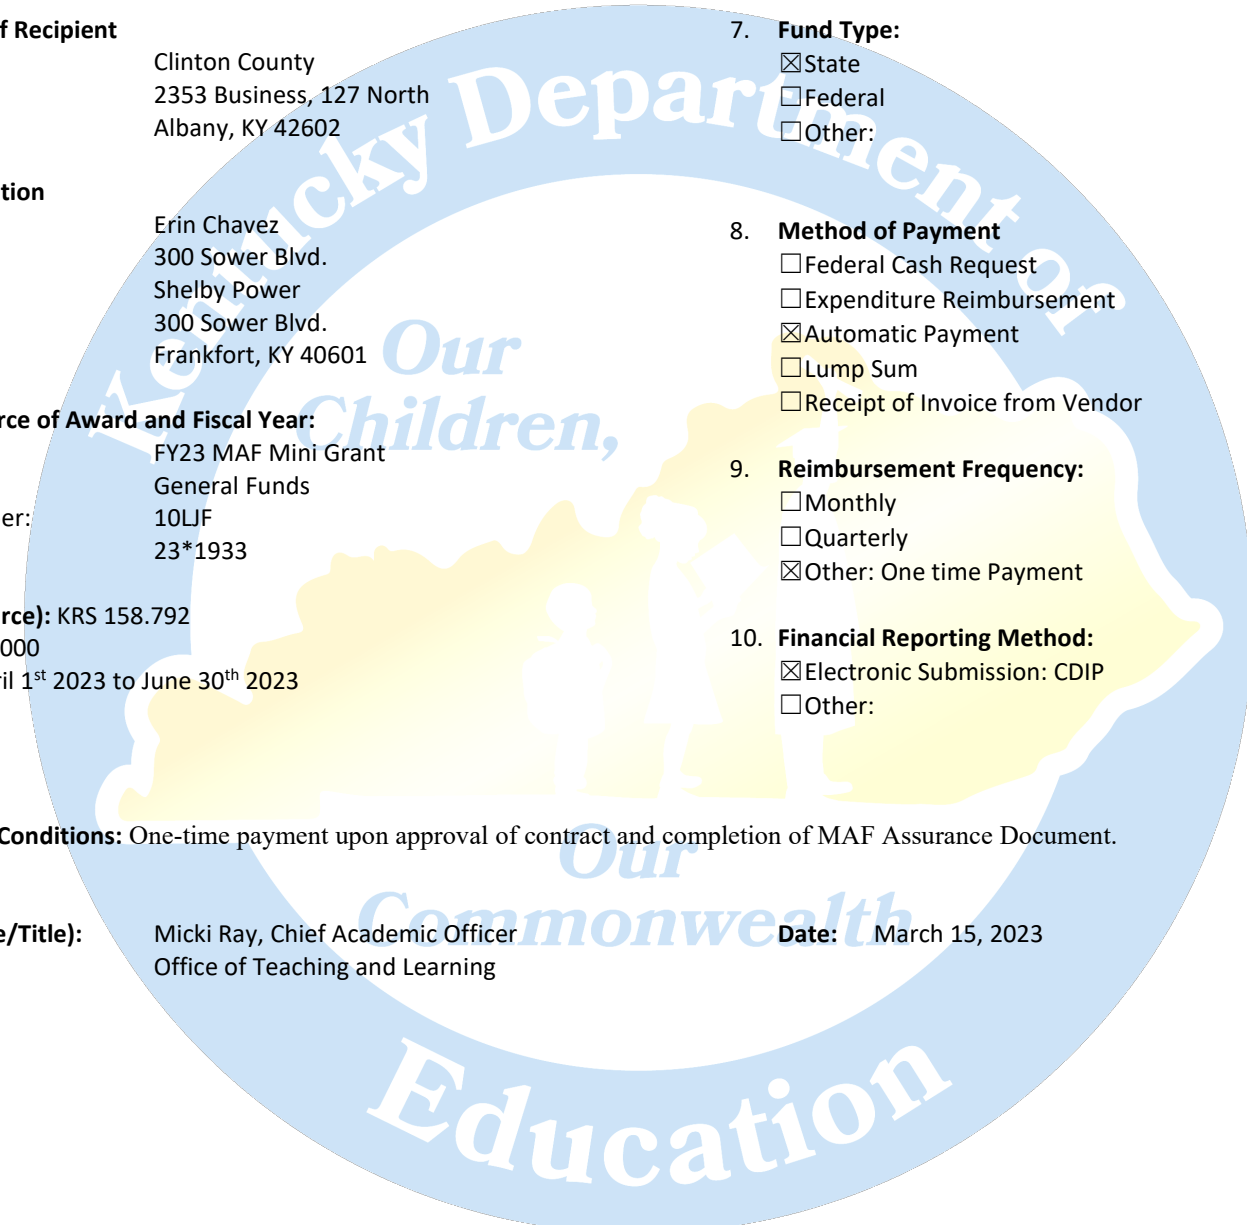 f Recipient
Clinton County
2353 Business, 127 North
Albany, KY 42602
tion
Erin Chavez
300 Sower Blvd.
Shelby Power
300 Sower Blvd.
Frankfort, KY 40601
rce of Award and Fiscal Year:
FY23 MAF Mini Grant
General Funds
er: 10LJF
23*1933
rce): KRS 158.792
000
ril 1st 2023 to June 30th 2023
7. Fund Type:
☒State
☐Federal
☐Other:
8. Method of Payment
☐Federal Cash Request
☐Expenditure Reimbursement
☒Automatic Payment
☐Lump Sum
☐Receipt of Invoice from Vendor
9. Reimbursement Frequency:
☐Monthly
☐Quarterly
☒Other: One time Payment
10. Financial Reporting Method:
☒Electronic Submission: CDIP
☐Other:
Conditions: One-time payment upon approval of contract and completion of MAF Assurance Document.
e/Title): Micki Ray, Chief Academic Officer Date: March 15, 2023
Office of Teaching and Learning
Kentucky Department of
Education
Our
Children,
Our
Commonwealth